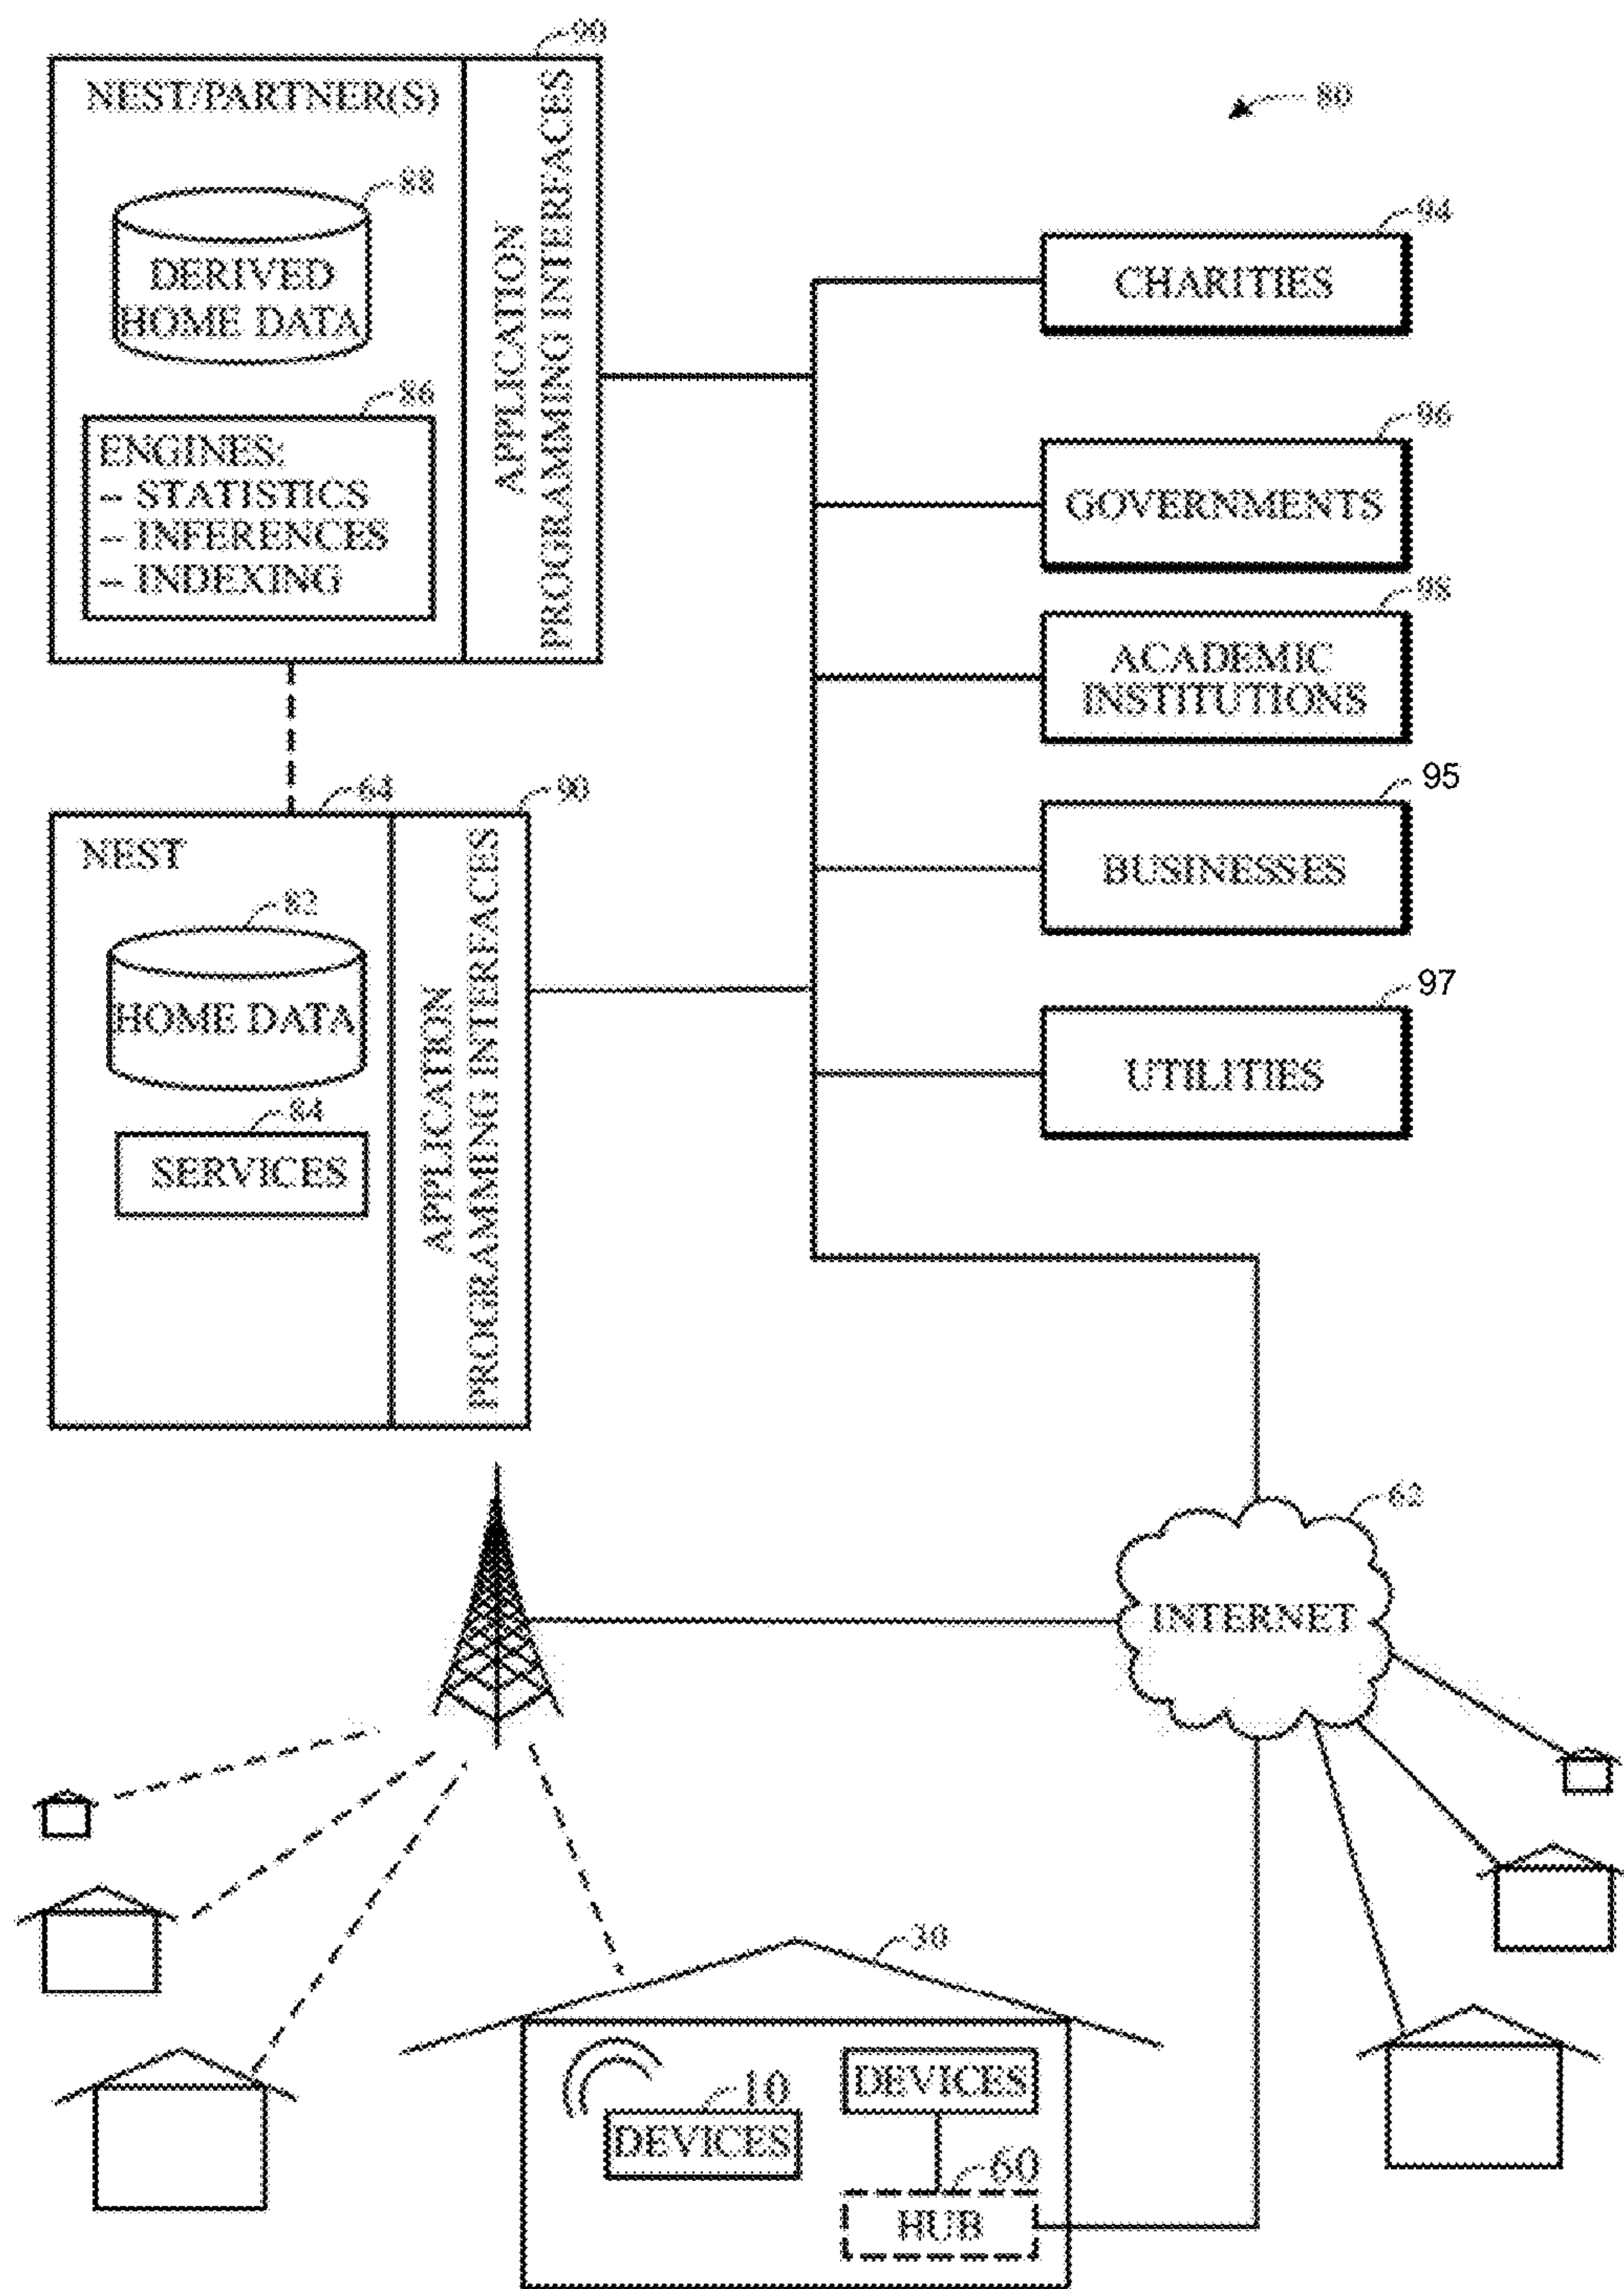 90
NEST/PARTNER(S)
80
88
DERIVED
HOME DATA
APPLICATION
PROGRAMMING INTERFACES
94
CHARITIES
86
ENGINES:
-- STATISTICS
-- INFERENCES
-- INDEXING
96
GOVERNMENTS
98
ACADEMIC
INSTITUTIONS
64
90
NEST
82
HOME DATA
84
SERVICES
APPLICATION
PROGRAMMING INTERFACES
95
BUSINESSES
97
UTILITIES
62
INTERNET
30
DEVICES
10
DEVICES
60
HUB